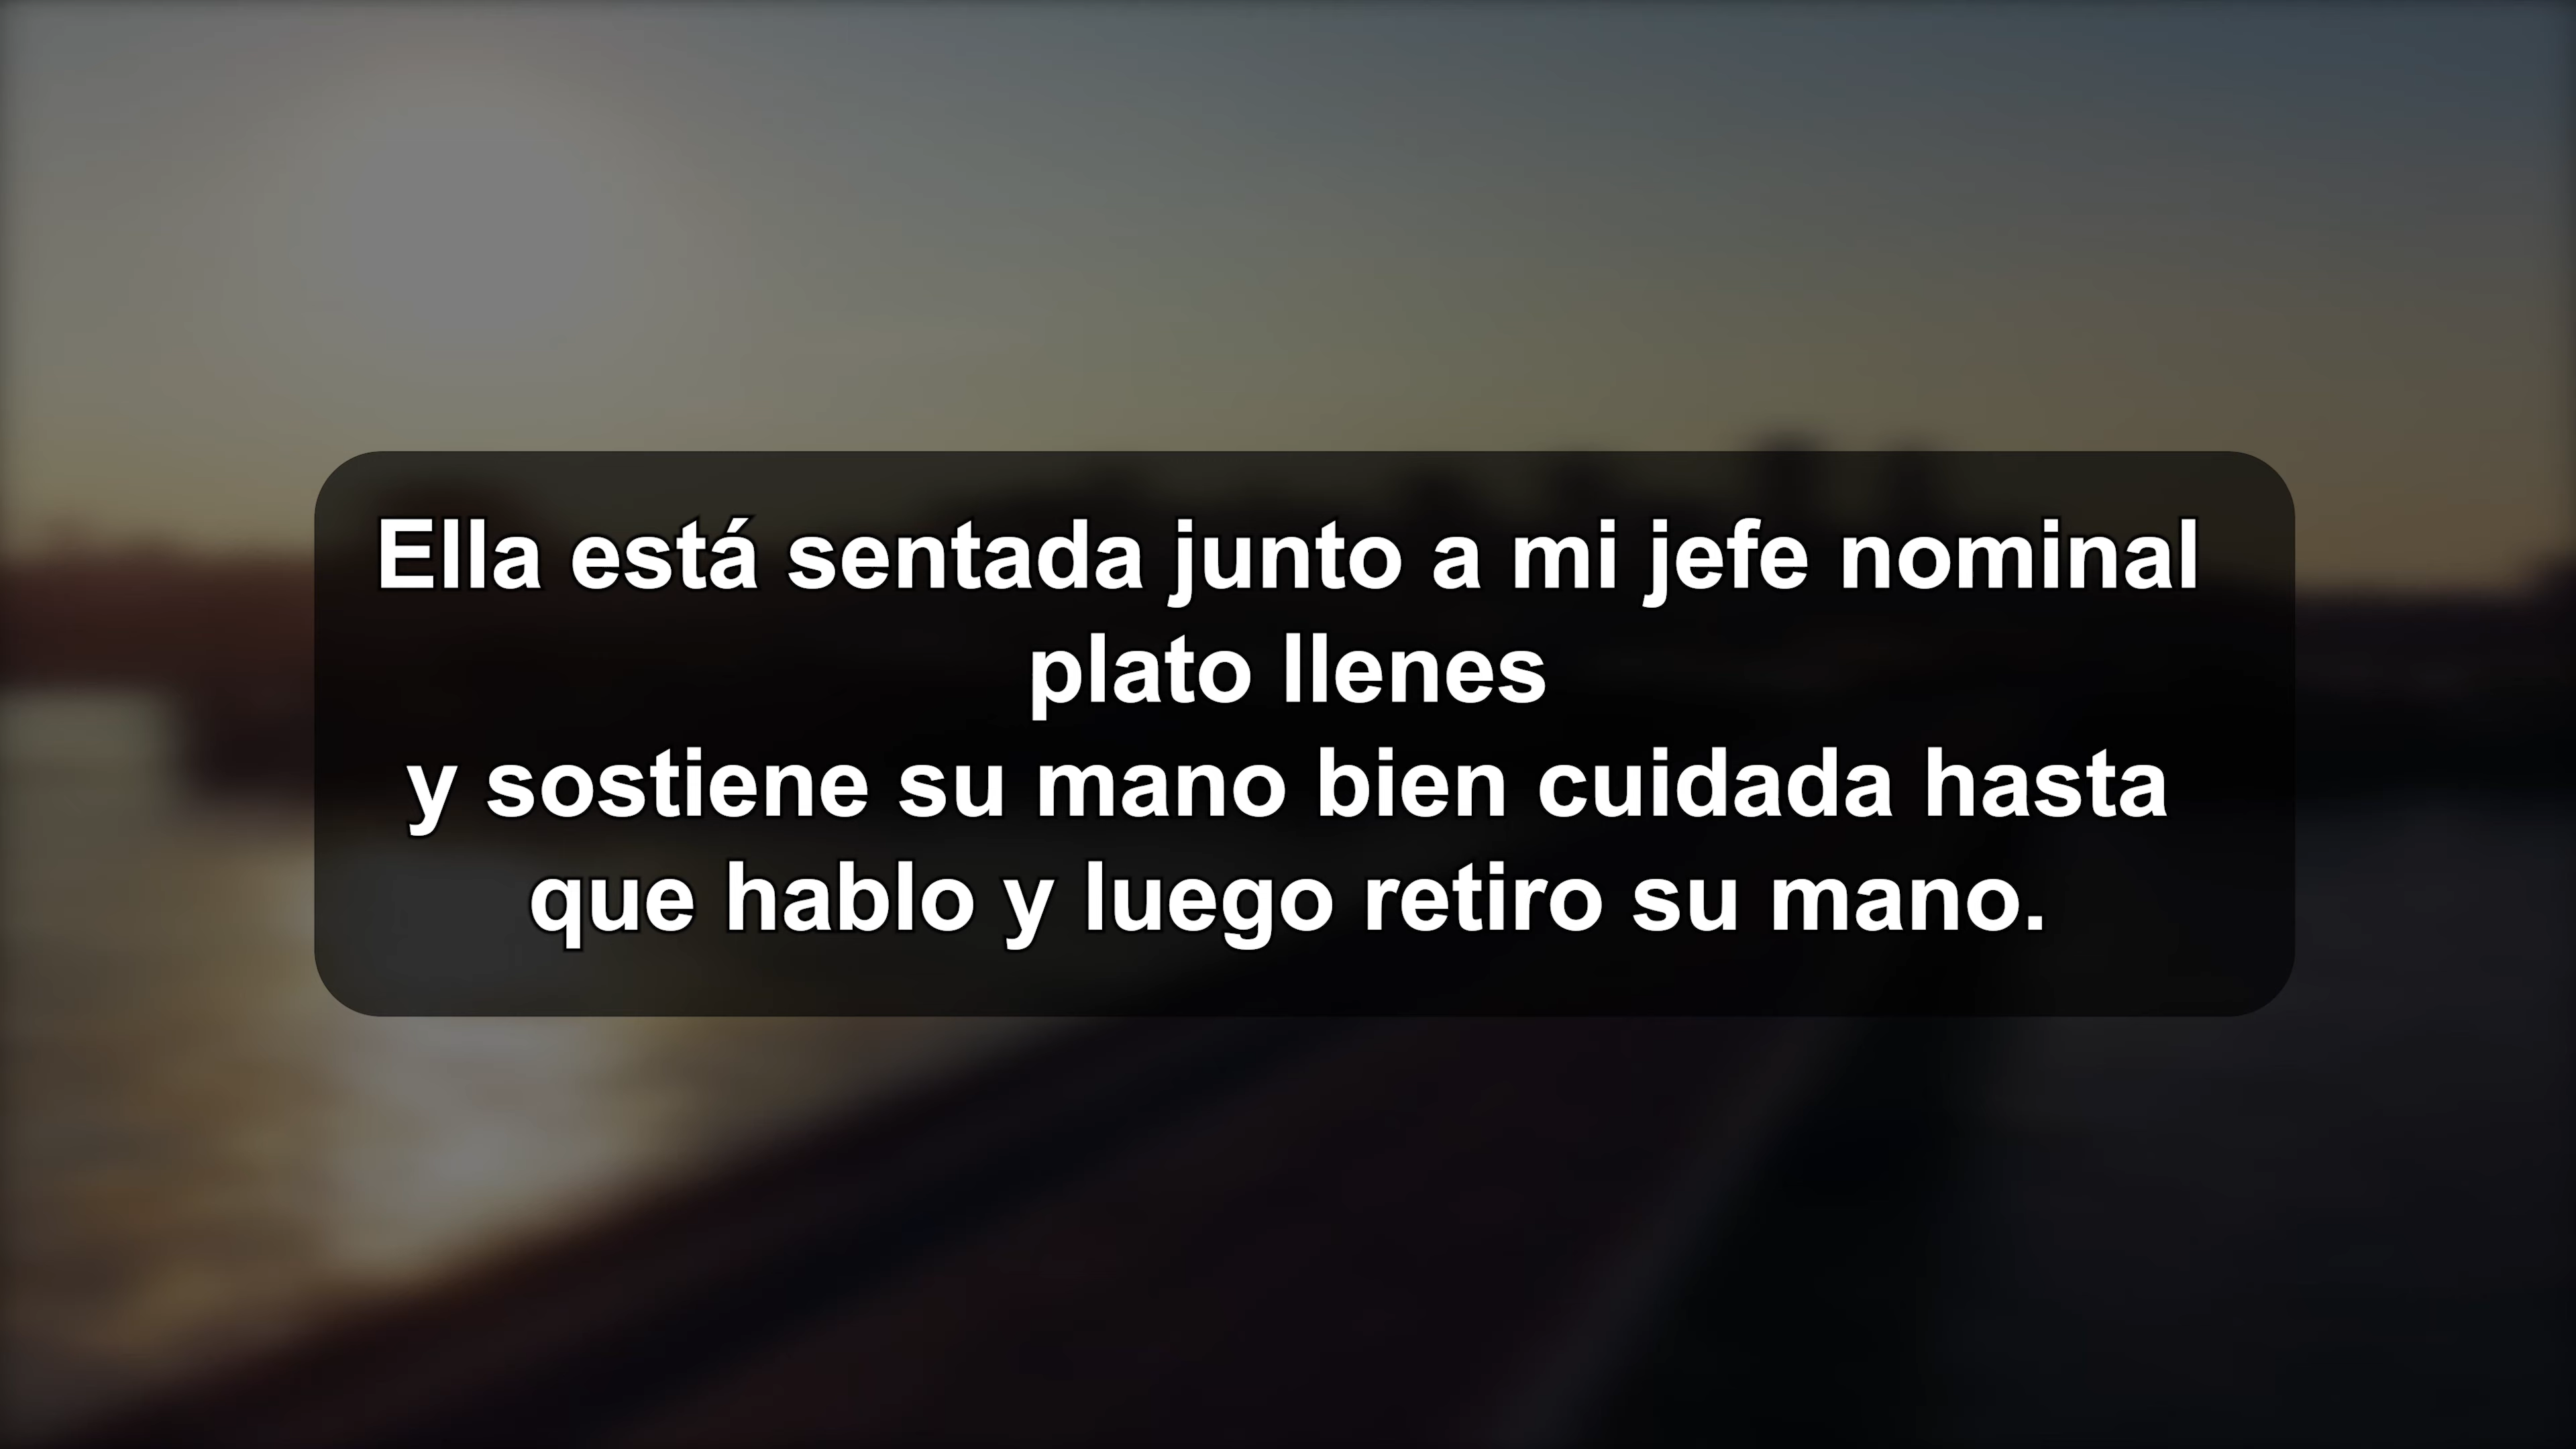 Ella está sentada junto a mi jefe nominal
plato llenes
y sostiene su mano bien cuidada hasta
que hablo y luego retiro su mano.